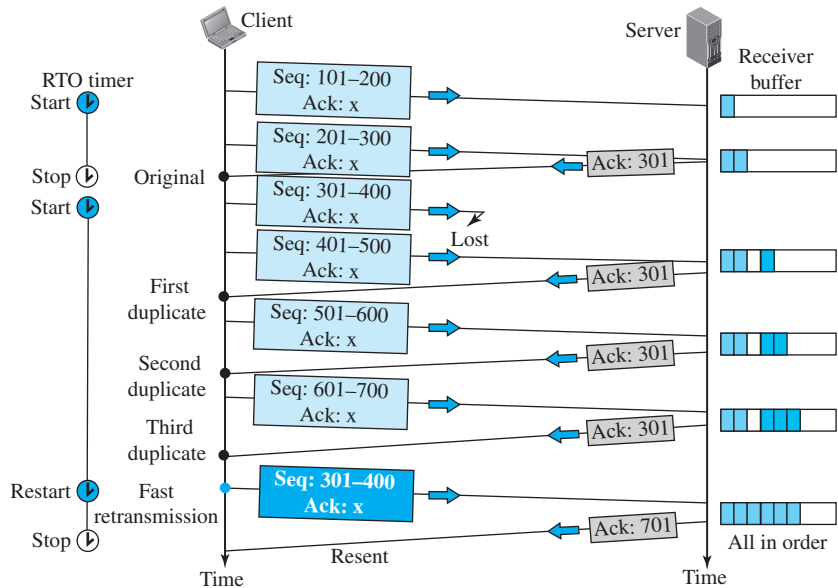 Client
Server
Receiver
buffer
RTO timer
Start
Seq: 101–200
Ack: x
Seq: 201–300
Ack: x
Ack: 301
Stop
Original
Start
Seq: 301–400
Ack: x
Lost
Seq: 401–500
Ack: x
Ack: 301
First
duplicate
Seq: 501–600
Ack: x
Ack: 301
Second
duplicate
Seq: 601–700
Ack: x
Ack: 301
Third
duplicate
Restart
Fast
retransmission
Seq: 301–400
Ack: x
Ack: 701
Stop
Resent
All in order
Time
Time